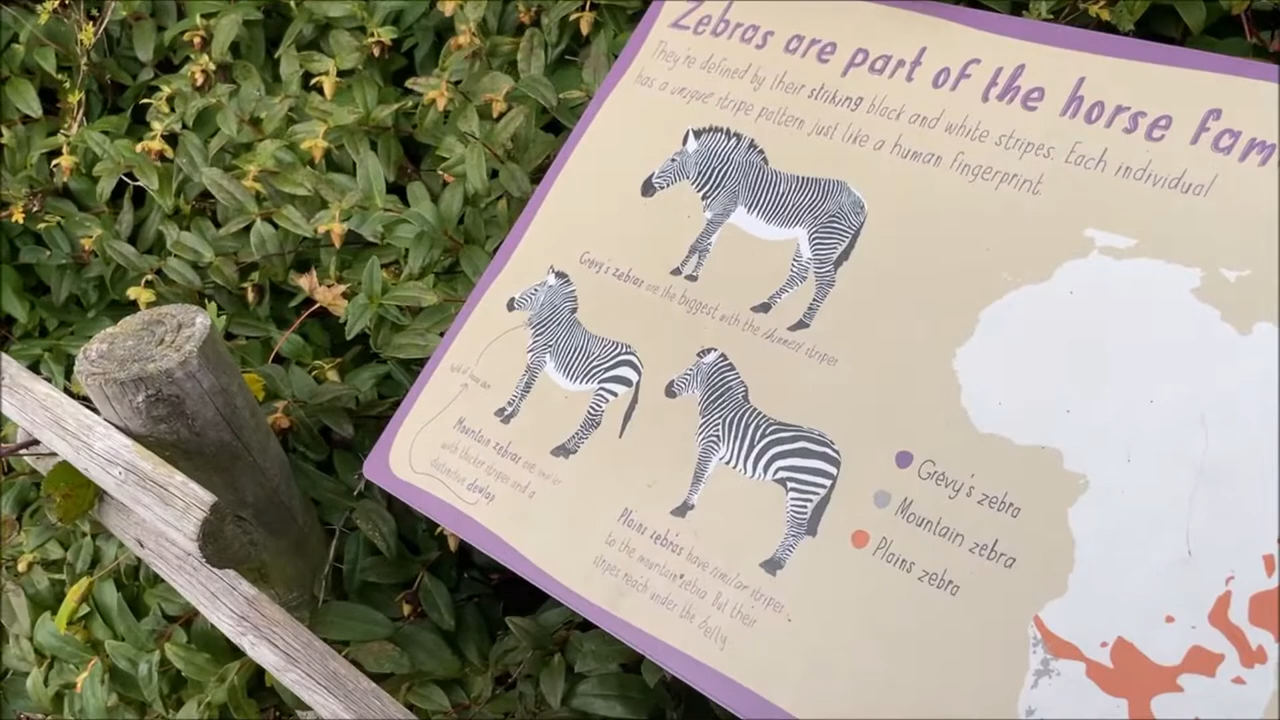 Zebras are part of the horse fam
They're defined by their striking black and white stripes. Each individual
has a unique stripe pattern just like a human fingerprint.
Grévy's zebras are the biggest with the thinnest stripes
Mountain zebras are smaller
with thicker stripes and a
distinctive dewlap
Plains zebras have similar stripes
to the mountain zebra. But their
stripes reach under the belly
Grévy's zebra
Mountain zebra
Plains zebra